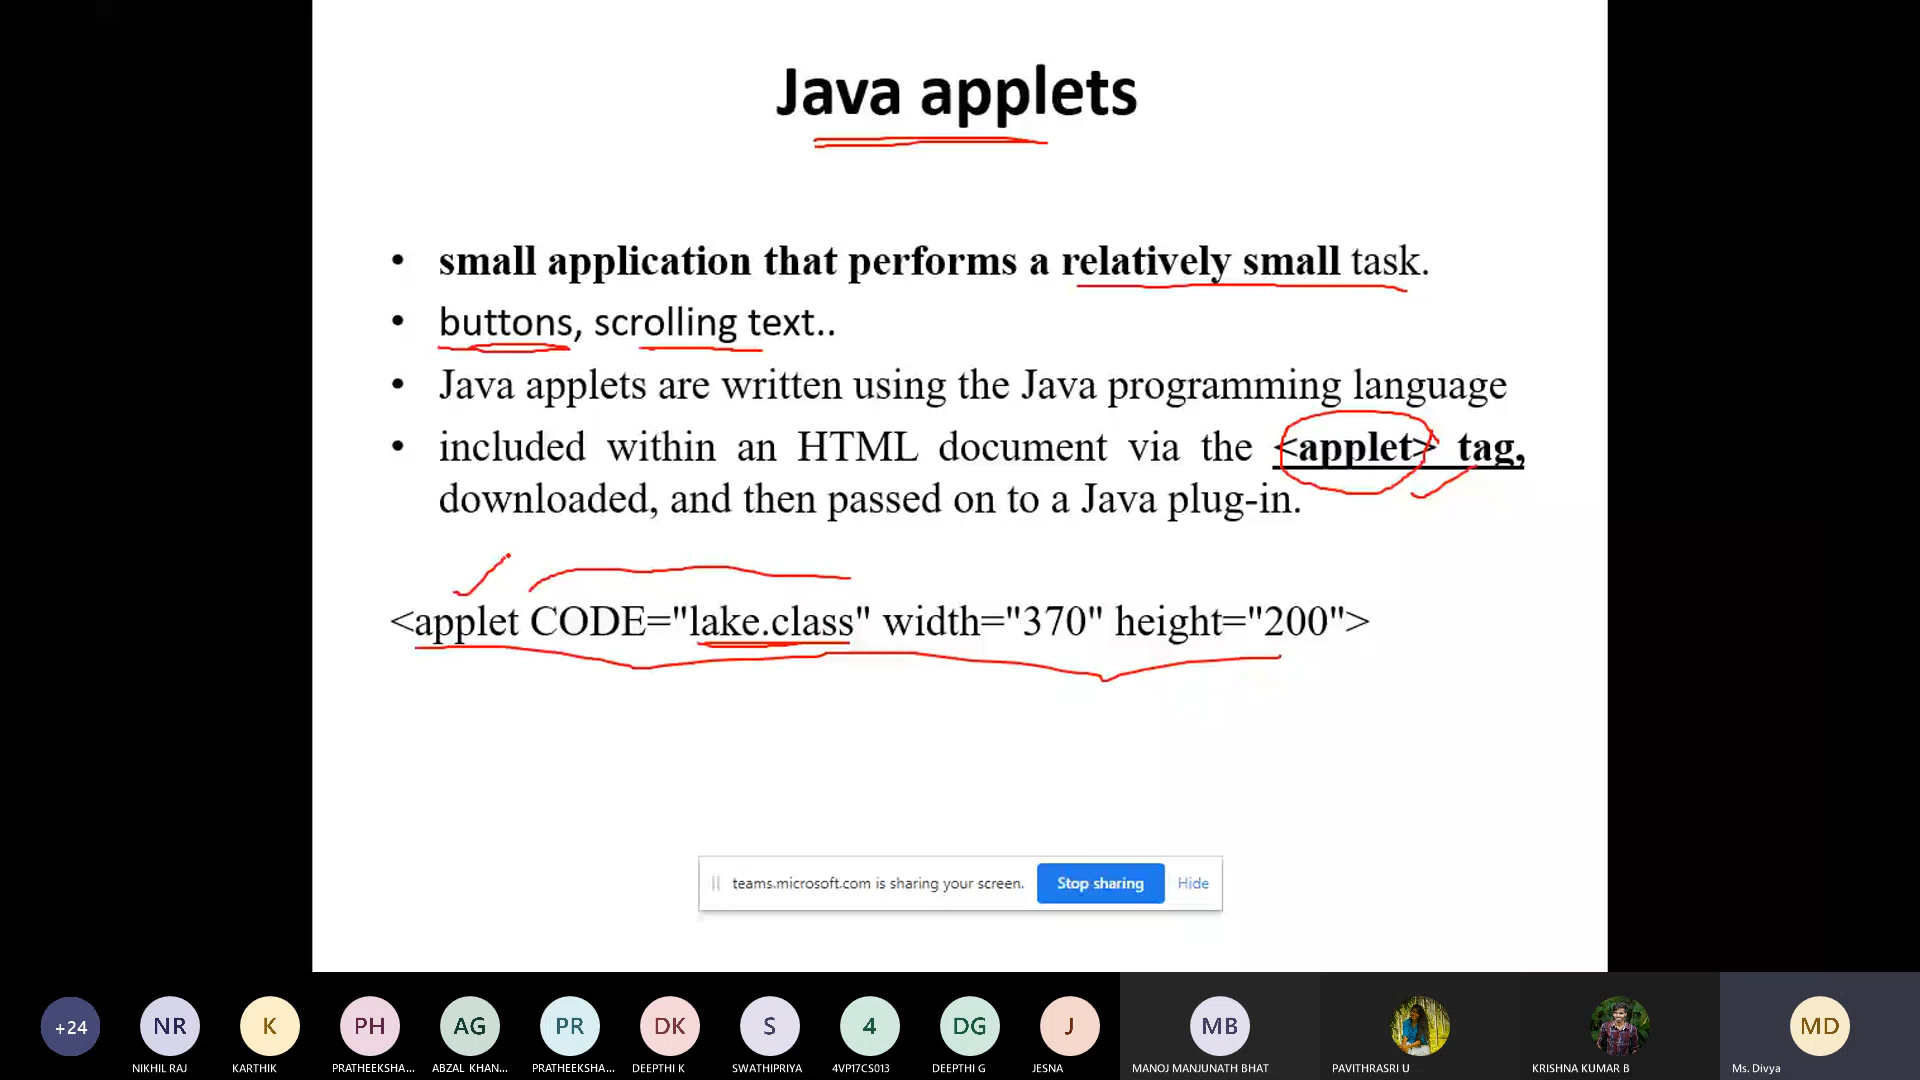 Java applets
• small application that performs a relatively small task.
• buttons, scrolling text..
• Java applets are written using the Java programming language
• included within an HTML document via the <applet> tag,
downloaded, and then passed on to a Java plug-in.
<applet CODE="lake.class" width="370" height="200">
teams.microsoft.com is sharing your screen. Stop sharing Hide
+24 NR K PH AG PR DK S 4 DG J MB MD
NIKHIL RAJ KARTHIK PRATHEEKSHA... ABZAL KHAN... PRATHEEKSHA... DEEPTHI K SWATHIPRIYA 4VP17CS013 DEEPTHI G JESNA MANOJ MANJUNATH BHAT PAVITHRASRI U KRISHNA KUMAR B Ms. Divya